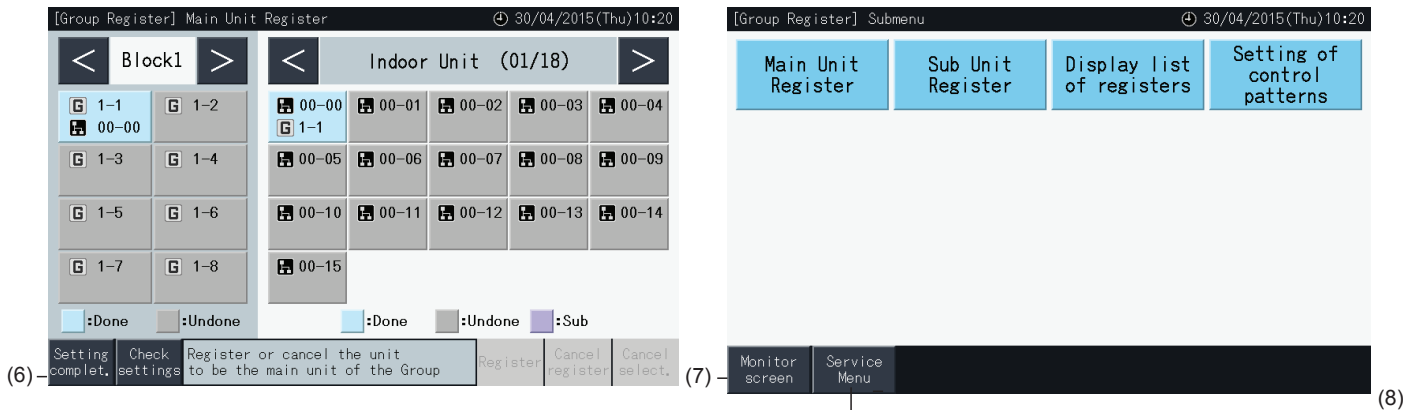 [Group Register] Main Unit Register 30/04/2015(Thu)10:20
< Block1 >
< Indoor Unit (01/18) >
G 1-1
00-00
G 1-2
G 1-3
G 1-4
G 1-5
G 1-6
G 1-7
G 1-8
00-00
G 1-1
00-01
00-02
00-03
00-04
00-05
00-06
00-07
00-08
00-09
00-10
00-11
00-12
00-13
00-14
00-15
:Done
:Undone
:Done
:Undone
:Sub
(6)
Setting
complet.
Check
settings
Register or cancel the unit
to be the main unit of the Group
Register
Cancel
register
Cancel
select.
[Group Register] Submenu 30/04/2015(Thu)10:20
Main Unit
Register
Sub Unit
Register
Display list
of registers
Setting of
control
patterns
(7)
Monitor
screen
Service
Menu
(8)